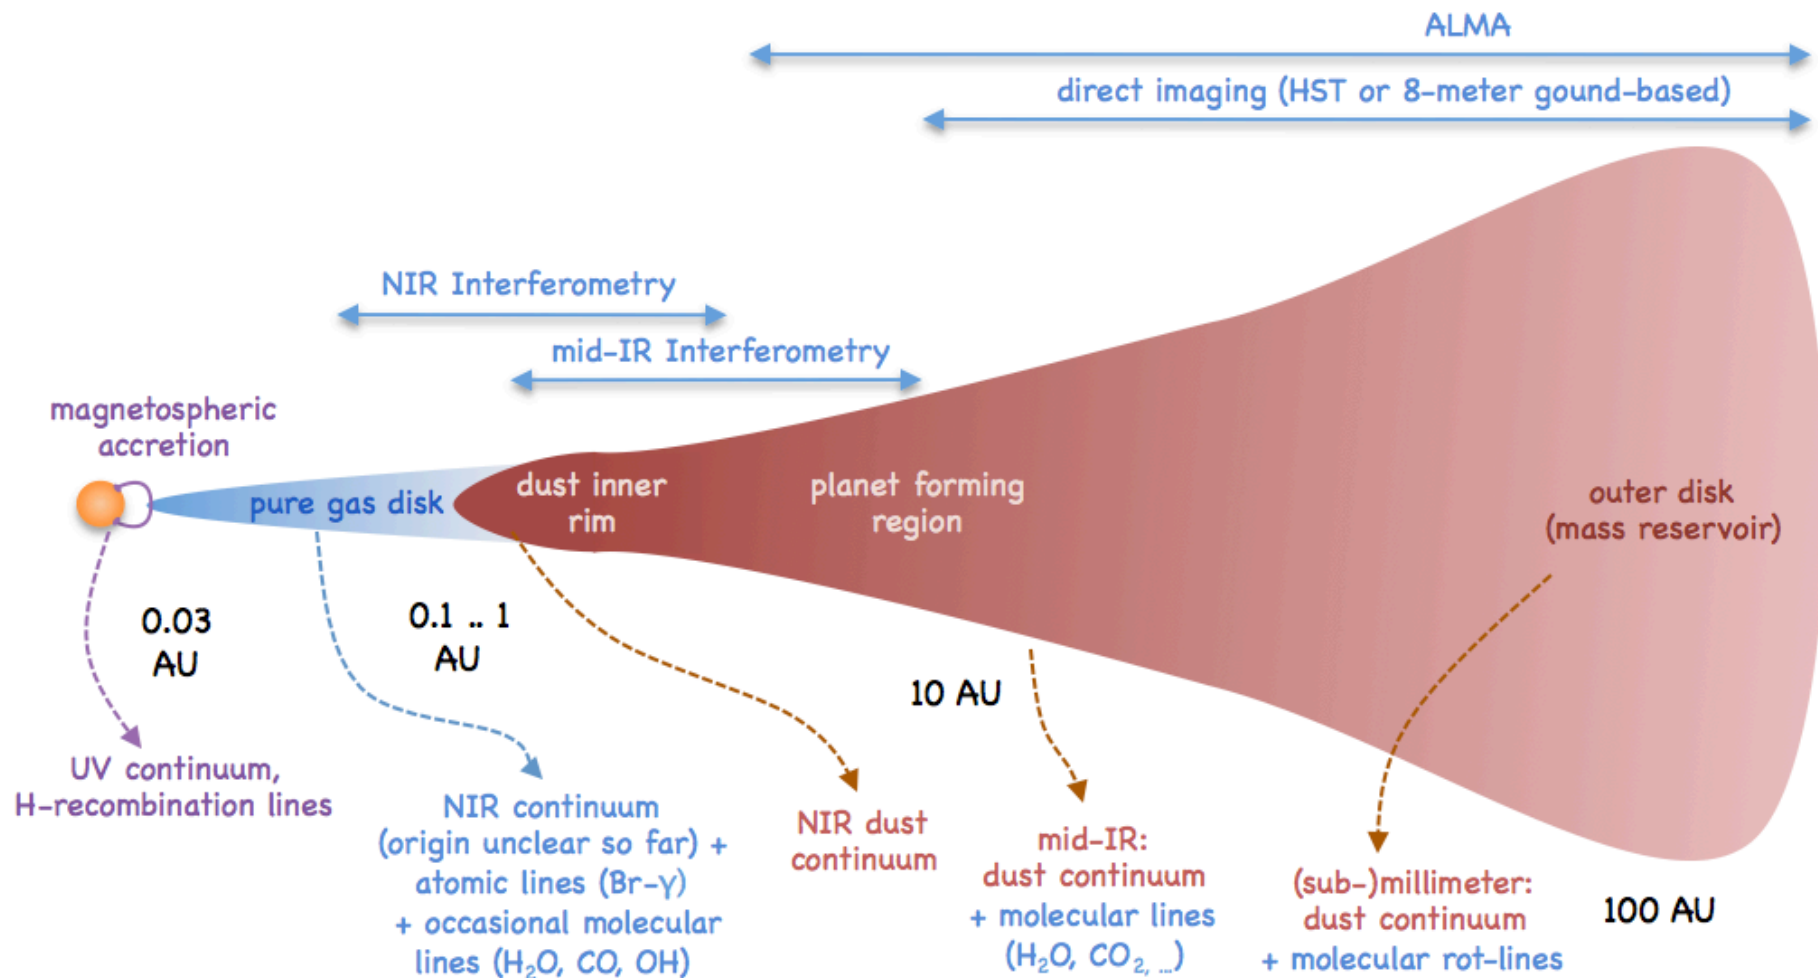 ALMA
direct imaging (HST or 8-meter gound-based)
NIR Interferometry
mid-IR Interferometry
magnetospheric
accretion
pure gas disk
dust inner
rim
planet forming
region
outer disk
(mass reservoir)
0.03
AU
0.1 .. 1
AU
10 AU
100 AU
UV continuum,
H-recombination lines
NIR continuum
(origin unclear so far) +
atomic lines (Br-γ)
+ occasional molecular
lines (H₂O, CO, OH)
NIR dust
continuum
mid-IR:
dust continuum
+ molecular lines
(H₂O, CO₂, ...)
(sub-)millimeter:
dust continuum
+ molecular rot-lines